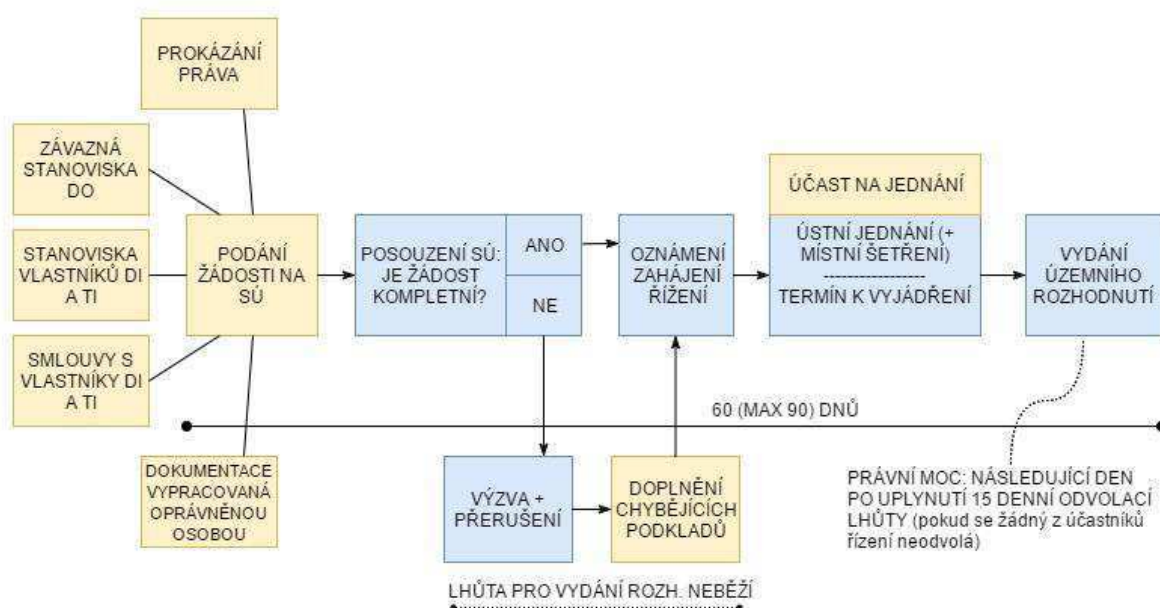 PROKÁZÁNÍ
PRÁVA
ZÁVAZNÁ
STANOVISKA
DO
STANOVISKA
VLASTNÍKŮ DI
A TI
SMLOUVY S
VLASTNÍKY DI
A TI
DOKUMENTACE
VYPRACOVANÁ
OPRÁVNĚNOU
OSOBOU
PODÁNÍ
ŽÁDOSTI NA
SÚ
POSOUZENÍ SÚ:
JE ŽÁDOST
KOMPLETNÍ?
ANO
NE
OZNÁMENÍ
ZAHÁJENÍ
ŘÍŽENÍ
ÚČAST NA JEDNÁNÍ
ÚSTNÍ JEDNÁNÍ (+
MÍSTNÍ ŠETŘENÍ)
-----------------
TERMÍN K VYJÁDŘENÍ
VYDÁNÍ
ÚZEMNÍHO
ROZHODNUTÍ
60 (MAX 90) DNŮ
VÝZVA +
PŘERUŠENÍ
DOPLNĚNÍ
CHYBĚJÍCÍCH
PODKLADŮ
PRÁVNÍ MOC: NÁSLEDUJÍCÍ DEN
PO UPLYNUTÍ 15 DENNÍ ODVOLACÍ
LHŮTY (pokud se žádný z účastníků
řízení neodvolá)
LHŮTA PRO VYDÁNÍ ROZH. NEBĚŽÍ